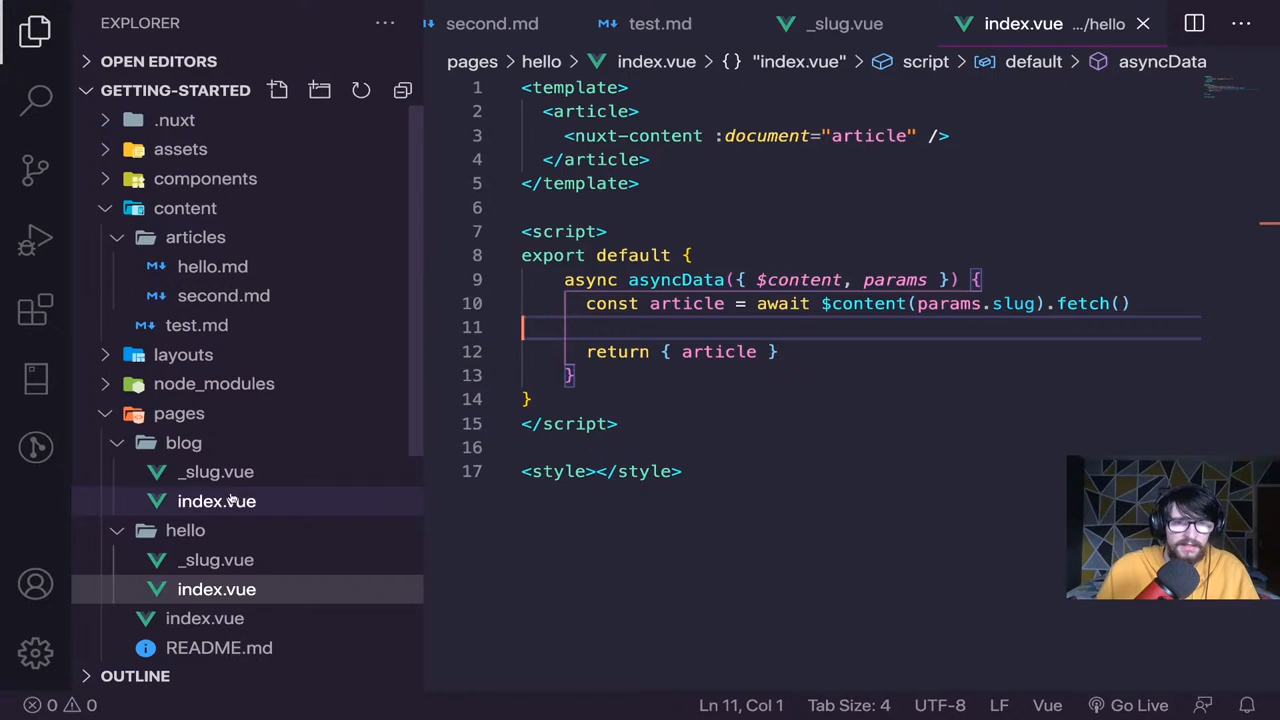 EXPLORER
OPEN EDITORS
GETTING-STARTED
.nuxt
assets
components
content
articles
hello.md
second.md
test.md
layouts
node_modules
pages
blog
_slug.vue
index.vue
hello
_slug.vue
index.vue
index.vue
README.md
OUTLINE
second.md test.md _slug.vue index.vue .../hello
pages > hello > index.vue > {} "index.vue" > script > default > asyncData
1 <template>
2 <article>
3 <nuxt-content :document="article" />
4 </article>
5 </template>
6
7 <script>
8 export default {
9 async asyncData({ $content, params }) {
10 const article = await $content(params.slug).fetch()
11
12 return { article }
13 }
14 }
15 </script>
16
17 <style></style>
0 0 Ln 11, Col 1 Tab Size: 4 UTF-8 LF Vue Go Live